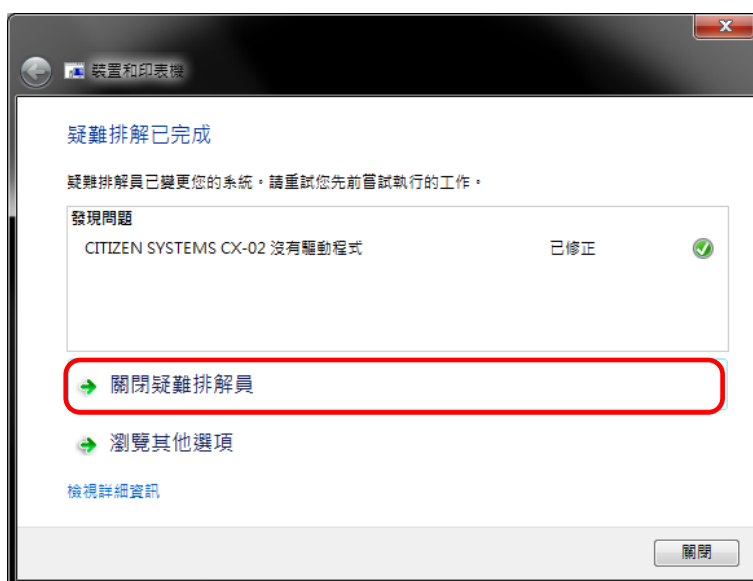 裝置和印表機
疑難排解已完成
疑難排解員已變更您的系統。請重試您先前嘗試執行的工作。
發現問題
CITIZEN SYSTEMS CX-02 沒有驅動程式 已修正
關閉疑難排解員
瀏覽其他選項
檢視詳細資訊
關閉